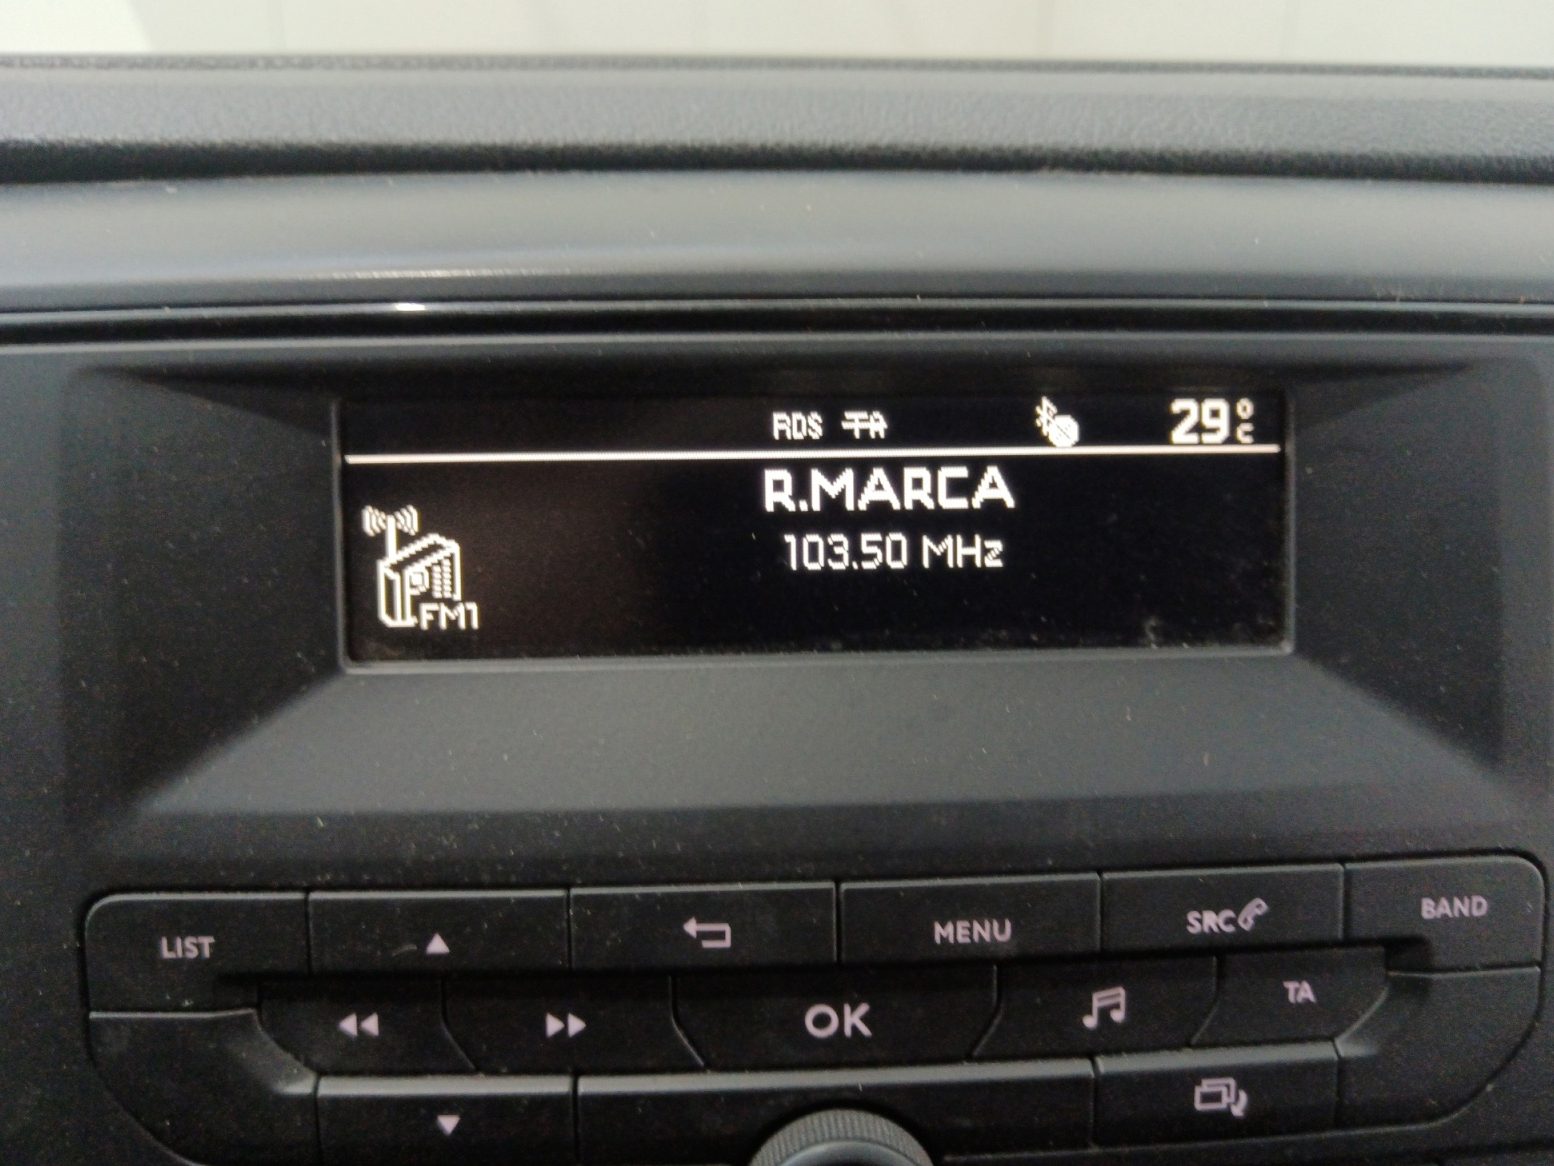 RDS TA 29 °C
R.MARCA
103.50 MHz
FM1
LIST MENU SRC BAND
OK TA